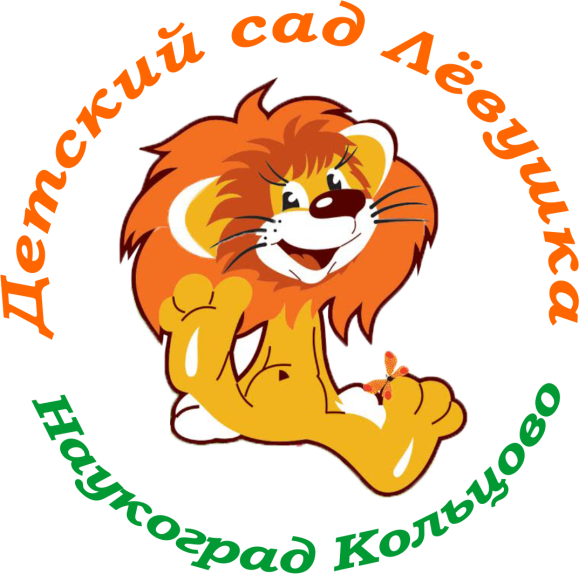 Детский сад Лёвушка
Наукоград Кольцово